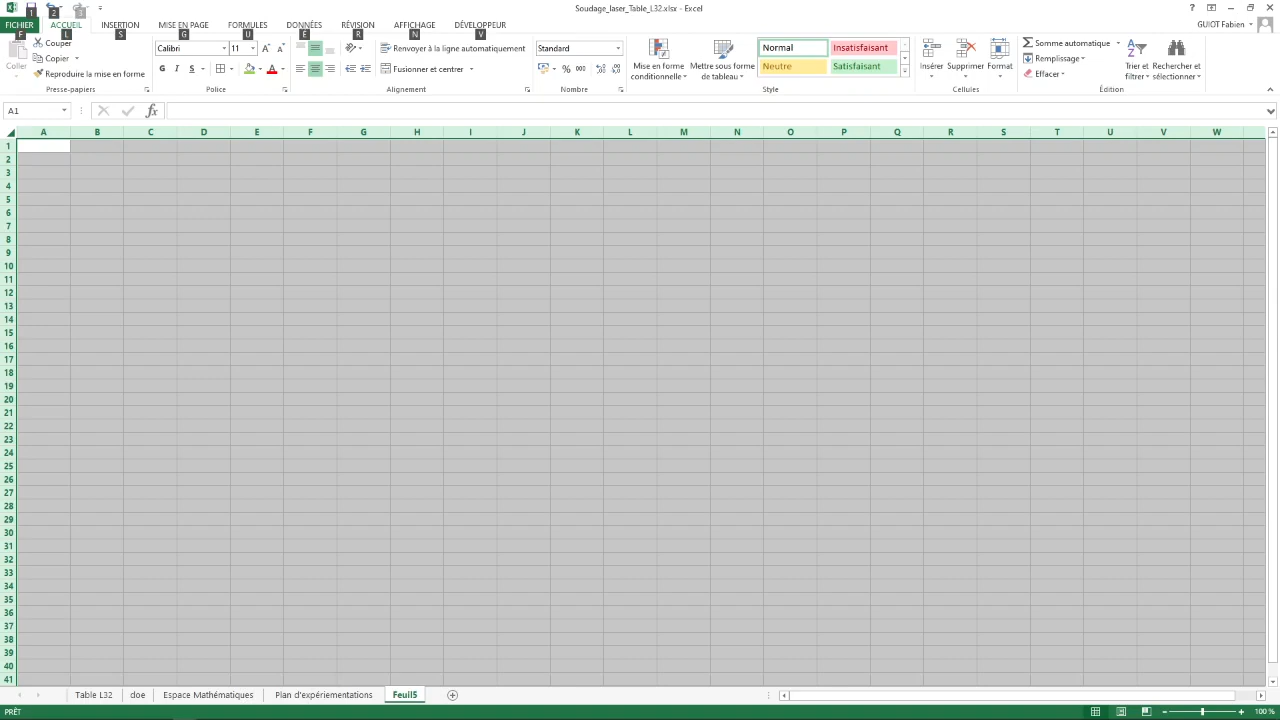 Soudage_laser_Table_L32.xlsx - Excel
1 2 3
FICHIER ACCUEIL INSERTION MISE EN PAGE FORMULES DONNÉES RÉVISION AFFICHAGE DÉVELOPPEUR GUIOT Fabien
F L S G U É R N V
Coller
Couper
Copier
Reproduire la mise en forme
Presse-papiers
Calibri 11 A A
G I S A
Police
Renvoyer à la ligne automatiquement
Fusionner et centrer
Alignement
Standard
% 000
Nombre
Mise en forme conditionnelle
Mettre sous forme de tableau
Normal Insatisfaisant
Neutre Satisfaisant
Style
Insérer Supprimer Format
Cellules
Somme automatique
Remplissage
Effacer
Trier et filtrer
Rechercher et sélectionner
Édition
A1 fx
A B C D E F G H I J K L M N O P Q R S T U V W
1
2
3
4
5
6
7
8
9
10
11
12
13
14
15
16
17
18
19
20
21
22
23
24
25
26
27
28
29
30
31
32
33
34
35
36
37
38
39
40
41
Table L32 doe Espace Mathématiques Plan d'expériementations Feuil5
PRÊT 100 %